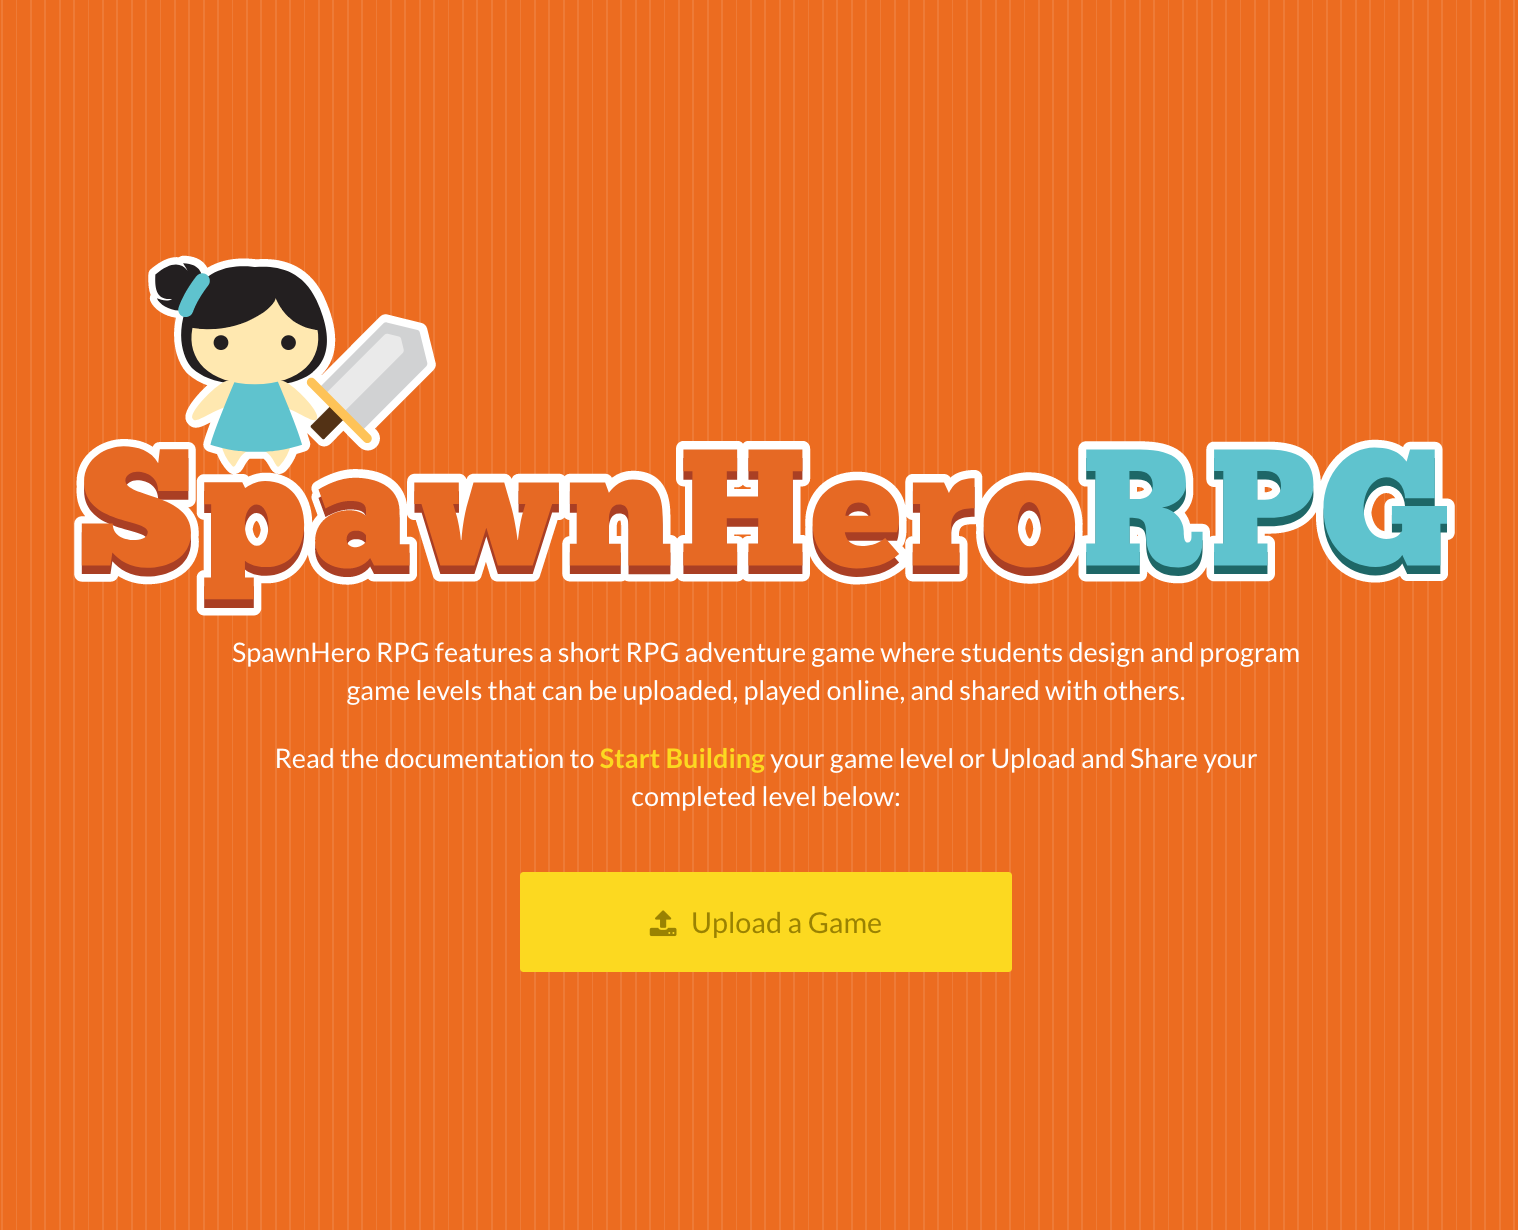 SpawnHeroRPG
SpawnHero RPG features a short RPG adventure game where students design and program
game levels that can be uploaded, played online, and shared with others.
Read the documentation to Start Building your game level or Upload and Share your
completed level below:
Upload a Game